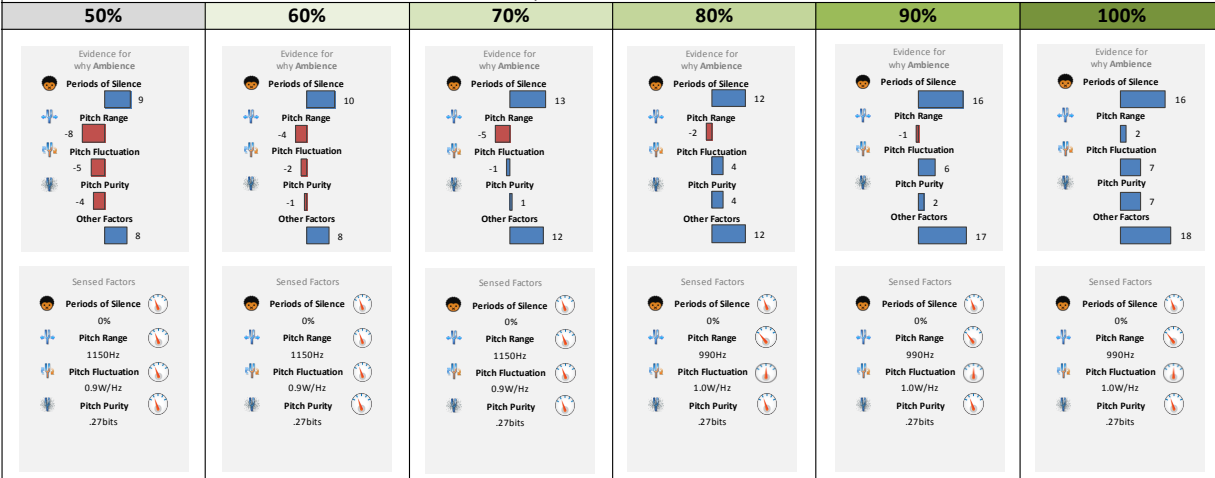 50%
60%
70%
80%
90%
100%
Evidence for
why Ambience
Periods of Silence
9
Pitch Range
-8
Pitch Fluctuation
-5
Pitch Purity
-4
Other Factors
8
Evidence for
why Ambience
Periods of Silence
10
Pitch Range
-4
Pitch Fluctuation
-2
Pitch Purity
-1
Other Factors
8
Evidence for
why Ambience
Periods of Silence
13
Pitch Range
-5
Pitch Fluctuation
-1
Pitch Purity
1
Other Factors
12
Evidence for
why Ambience
Periods of Silence
12
Pitch Range
-2
Pitch Fluctuation
4
Pitch Purity
4
Other Factors
12
Evidence for
why Ambience
Periods of Silence
16
Pitch Range
-1
Pitch Fluctuation
6
Pitch Purity
2
Other Factors
17
Evidence for
why Ambience
Periods of Silence
16
Pitch Range
2
Pitch Fluctuation
7
Pitch Purity
7
Other Factors
18
Sensed Factors
Periods of Silence
0%
Pitch Range
1150Hz
Pitch Fluctuation
0.9W/Hz
Pitch Purity
.27bits
Sensed Factors
Periods of Silence
0%
Pitch Range
1150Hz
Pitch Fluctuation
0.9W/Hz
Pitch Purity
.27bits
Sensed Factors
Periods of Silence
0%
Pitch Range
1150Hz
Pitch Fluctuation
0.9W/Hz
Pitch Purity
.27bits
Sensed Factors
Periods of Silence
0%
Pitch Range
990Hz
Pitch Fluctuation
1.0W/Hz
Pitch Purity
.27bits
Sensed Factors
Periods of Silence
0%
Pitch Range
990Hz
Pitch Fluctuation
1.0W/Hz
Pitch Purity
.27bits
Sensed Factors
Periods of Silence
0%
Pitch Range
990Hz
Pitch Fluctuation
1.0W/Hz
Pitch Purity
.27bits